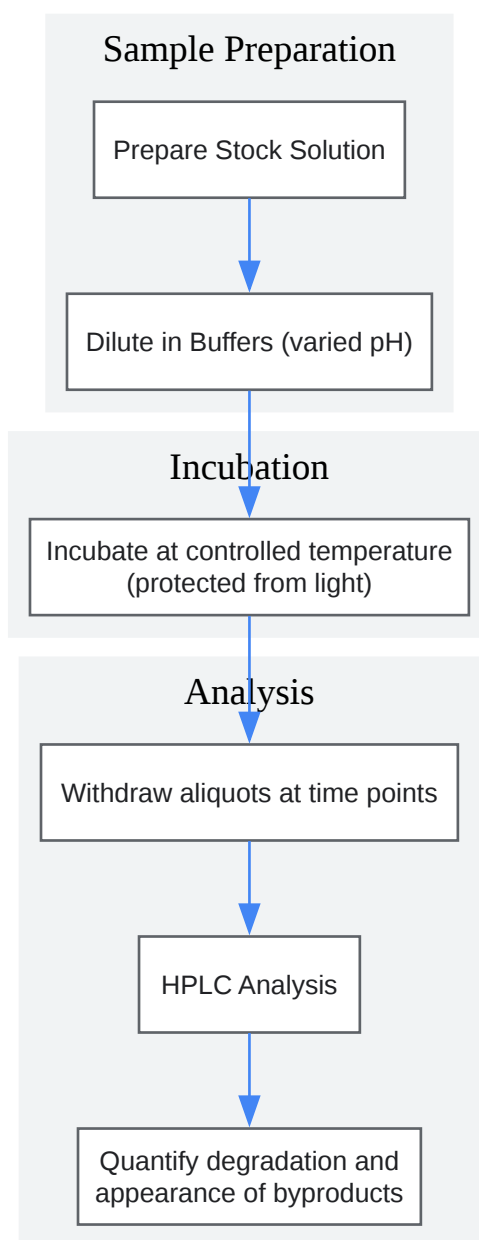 Sample Preparation
Prepare Stock Solution
Dilute in Buffers (varied pH)
Incubation
Incubate at controlled temperature
(protected from light)
Analysis
Withdraw aliquots at time points
HPLC Analysis
Quantify degradation and
appearance of byproducts